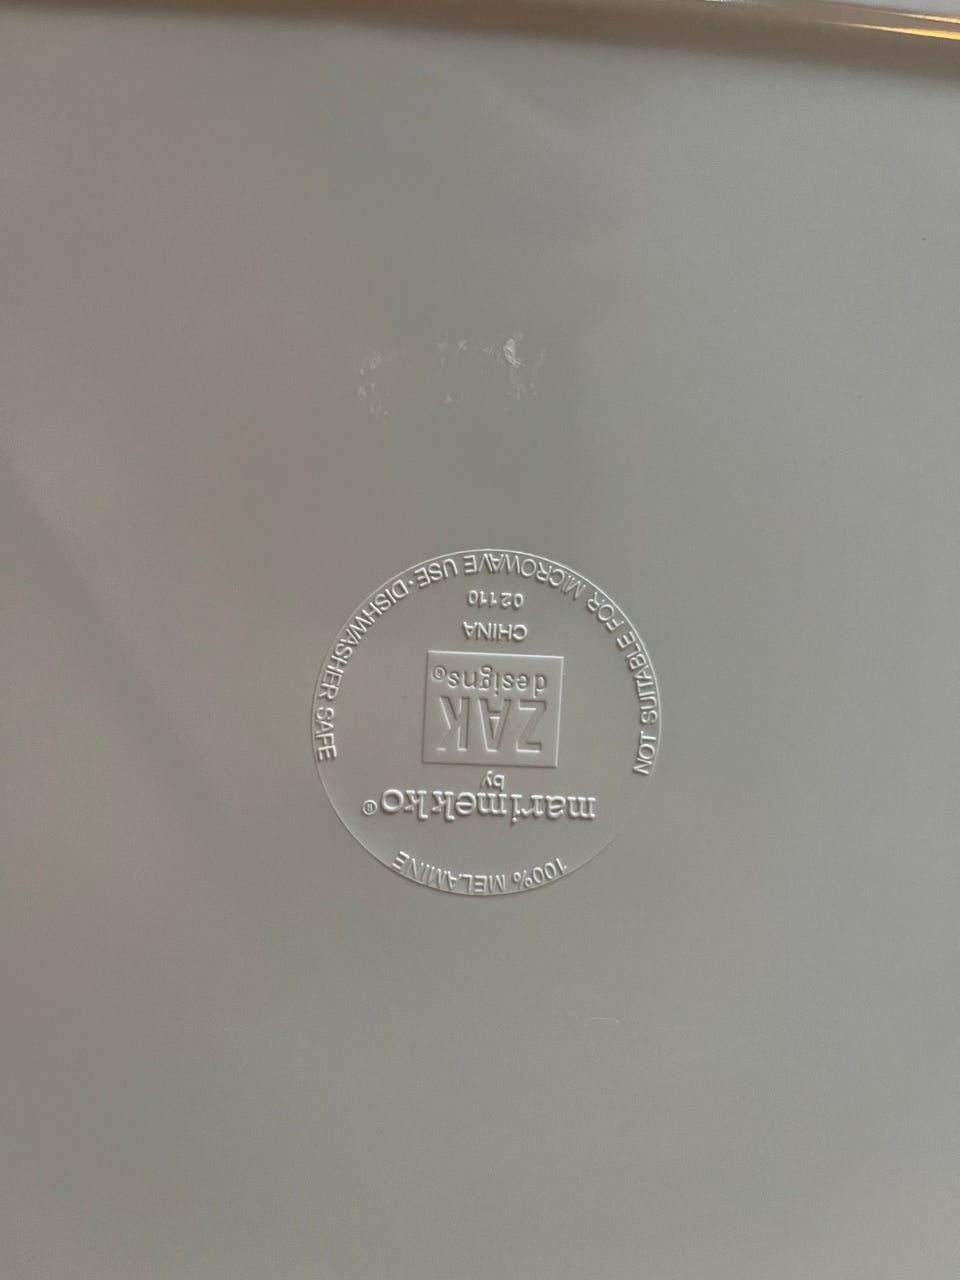 100% MELAMINE
marimekko®
by
ZAK
designs®
CHINA
02110
NOT SUITABLE FOR MICROWAVE USE · DISHWASHER SAFE